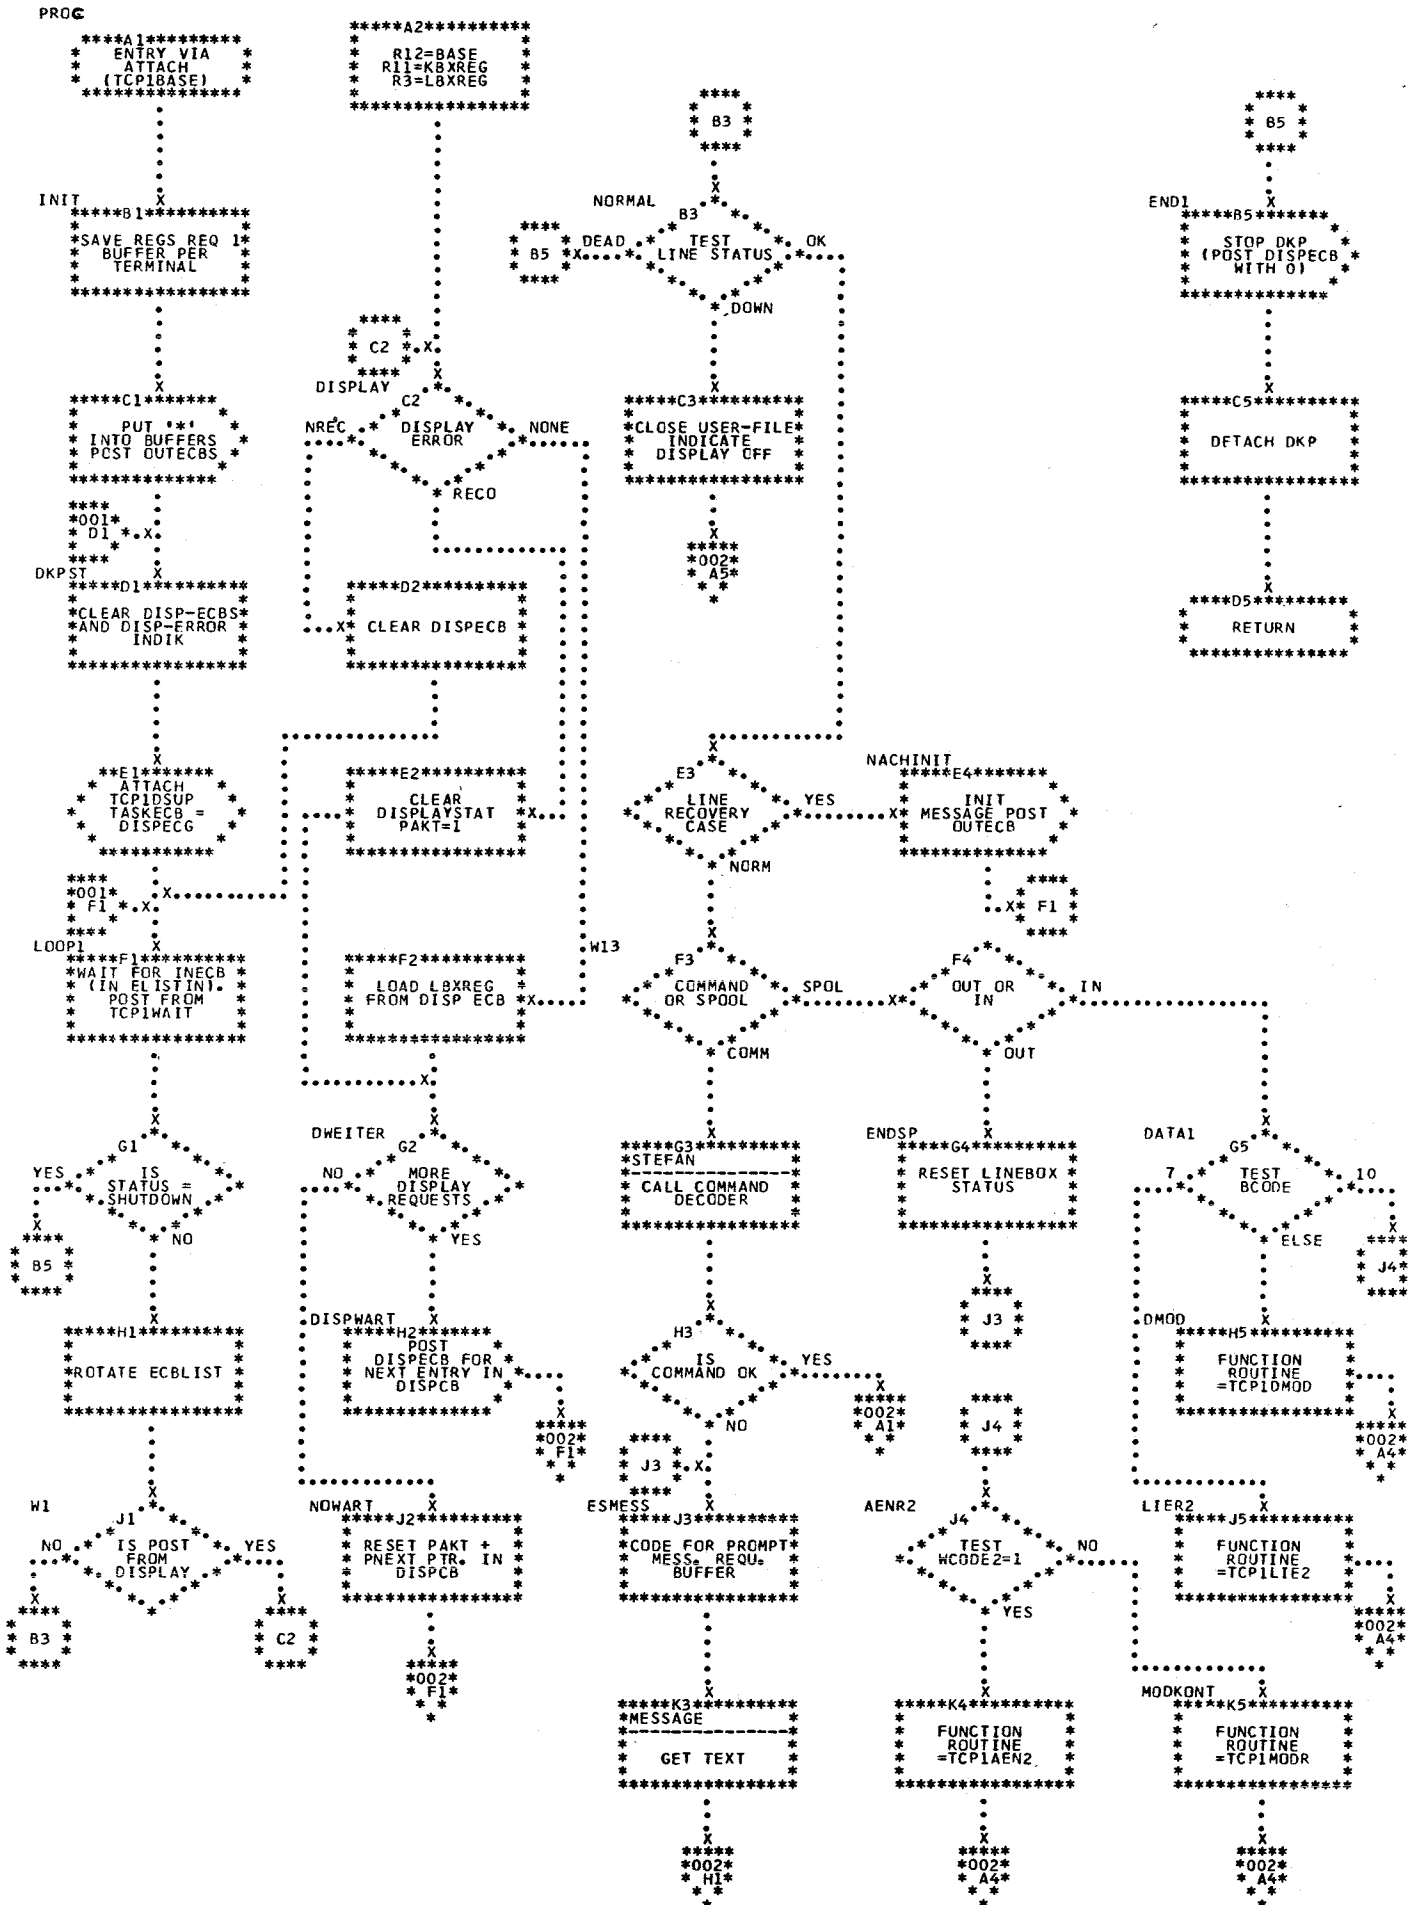 PROG
A1
ENTRY VIA
ATTACH
(TCP1BASE)
INIT
B1
SAVE REGS REQ 1
BUFFER PER
TERMINAL
C1
PUT '*'
INTO BUFFERS
POST OUTECBS
001
D1
DKPST
D1
CLEAR DISP-ECBS
AND DISP-ERROR
INDIK
E1
ATTACH
TCP1DSUP
TASKECB =
DISPECG
001
F1
LOOP1
F1
WAIT FOR INECB
(IN ELISTIN).
POST FROM
TCP1WAIT
G1
IS
STATUS =
SHUTDOWN
YES
NO
B5
H1
ROTATE ECBLIST
W1
J1
IS POST
FROM
DISPLAY
NO
YES
B3
C2
A2
R12=BASE
R11=KBXREG
R3=LBXREG
C2
DISPLAY
C2
DISPLAY
ERROR
NREC
NONE
RECO
D2
CLEAR DISPECB
E2
CLEAR
DISPLAYSTAT
PAKT=1
W13
F2
LOAD LBXREG
FROM DISP ECB
DWEITER
G2
MORE
DISPLAY
REQUESTS
NO
YES
DISPWART
H2
POST
DISPECB FOR
NEXT ENTRY IN
DISPCB
002
F1
NOWART
J2
RESET PAKT +
PNEXT PTR. IN
DISPCB
002
F1
B3
NORMAL
B3
TEST
LINE STATUS
DEAD
OK
DOWN
B5
C3
CLOSE USER-FILE
INDICATE
DISPLAY OFF
002
A5
E3
LINE
RECOVERY
CASE
YES
NORM
F3
COMMAND
OR SPOOL
SPOL
COMM
G3
STEFAN
CALL COMMAND
DECODER
H3
IS
COMMAND OK
YES
NO
002
A1
J3
ESMESS
J3
CODE FOR PROMPT
MESS. REQU.
BUFFER
K3
MESSAGE
GET TEXT
002
H1
NACHINIT
E4
INIT
MESSAGE POST
OUTECB
F1
F4
OUT OR
IN
IN
OUT
ENDSP
G4
RESET LINEBOX
STATUS
J3
J4
AENR2
J4
TEST
WCODE2=1
NO
YES
K4
FUNCTION
ROUTINE
=TCP1AEN2
002
A4
B5
END1
B5
STOP DKP
(POST DISPECB
WITH 0)
C5
DETACH DKP
D5
RETURN
DATA1
G5
TEST
BCODE
7
10
ELSE
J4
DMOD
H5
FUNCTION
ROUTINE
=TCP1DMOD
002
A4
LIER2
J5
FUNCTION
ROUTINE
=TCP1LIE2
002
A4
MODKONT
K5
FUNCTION
ROUTINE
=TCP1MODR
002
A4